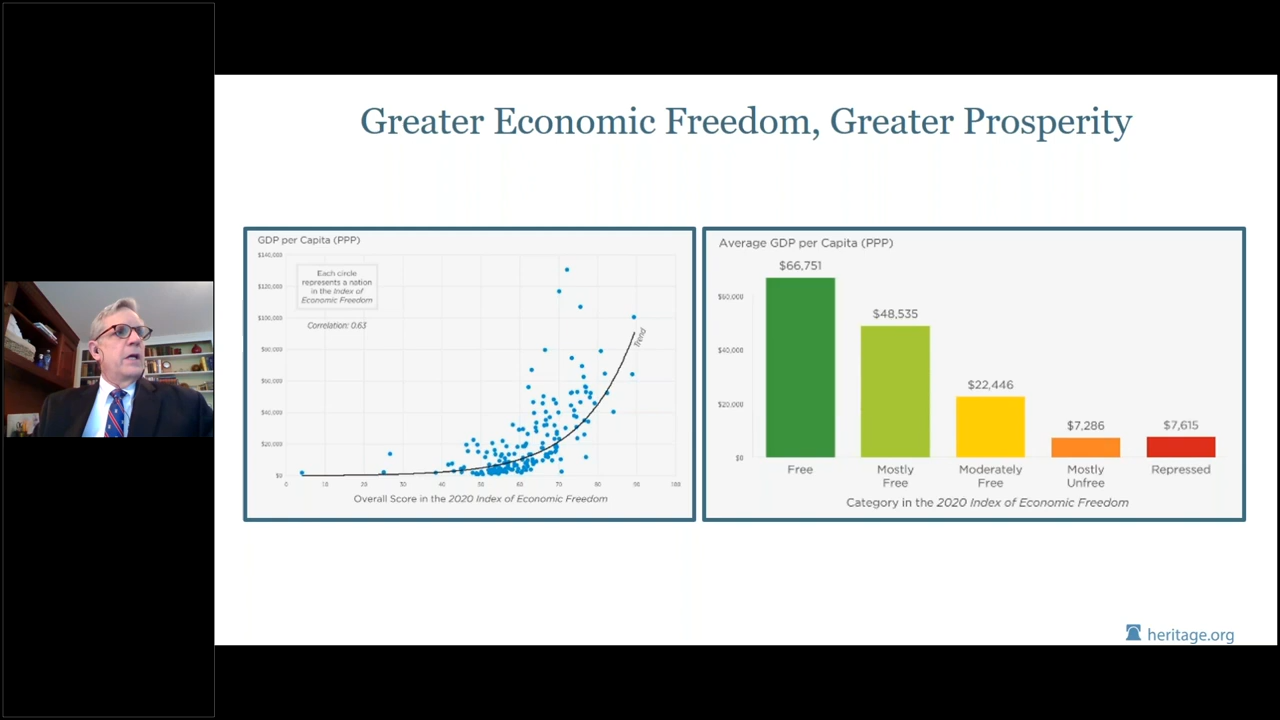 Greater Economic Freedom, Greater Prosperity
GDP per Capita (PPP)
$140,000
$120,000
$100,000
$80,000
$60,000
$40,000
$20,000
$0
Each circle
represents a nation
in the Index of
Economic Freedom
Correlation: 0.63
Trend
0 10 20 30 40 50 60 70 80 90 100
Overall Score in the 2020 Index of Economic Freedom
Average GDP per Capita (PPP)
$60,000
$40,000
$20,000
$0
$66,751
$48,535
$22,446
$7,286
$7,615
Free
Mostly
Free
Moderately
Free
Mostly
Unfree
Repressed
Category in the 2020 Index of Economic Freedom
heritage.org